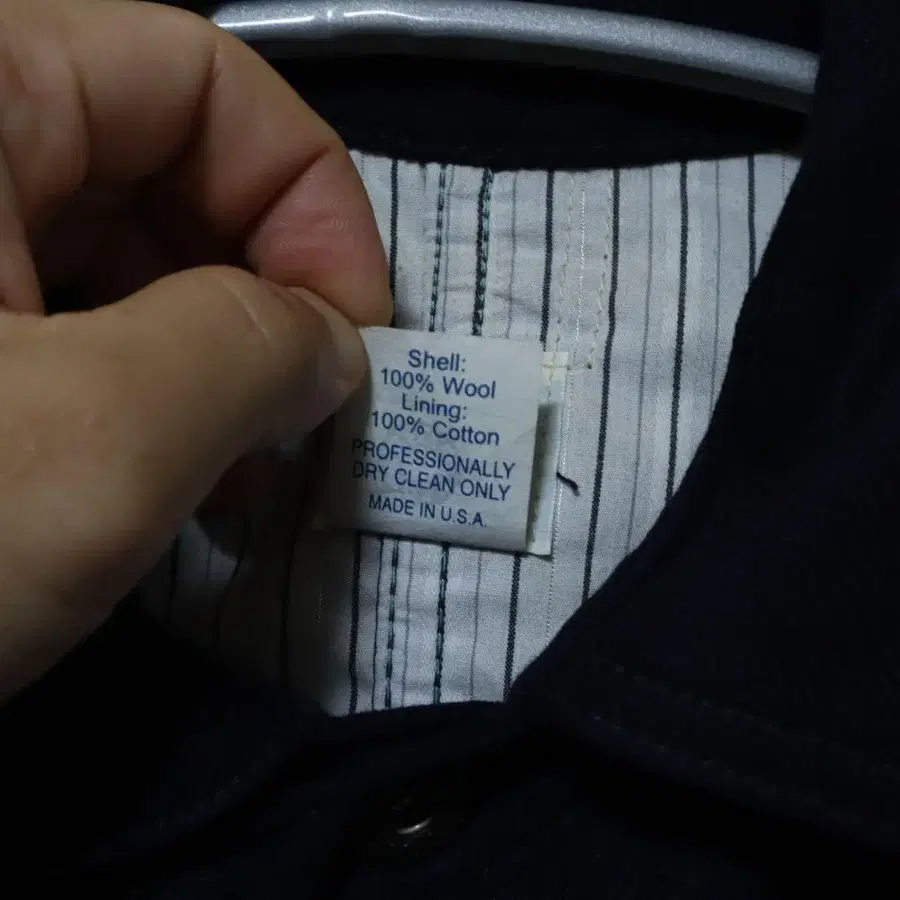 Shell:
100% Wool
Lining:
100% Cotton
PROFESSIONALLY
DRY CLEAN ONLY
MADE IN U.S.A.